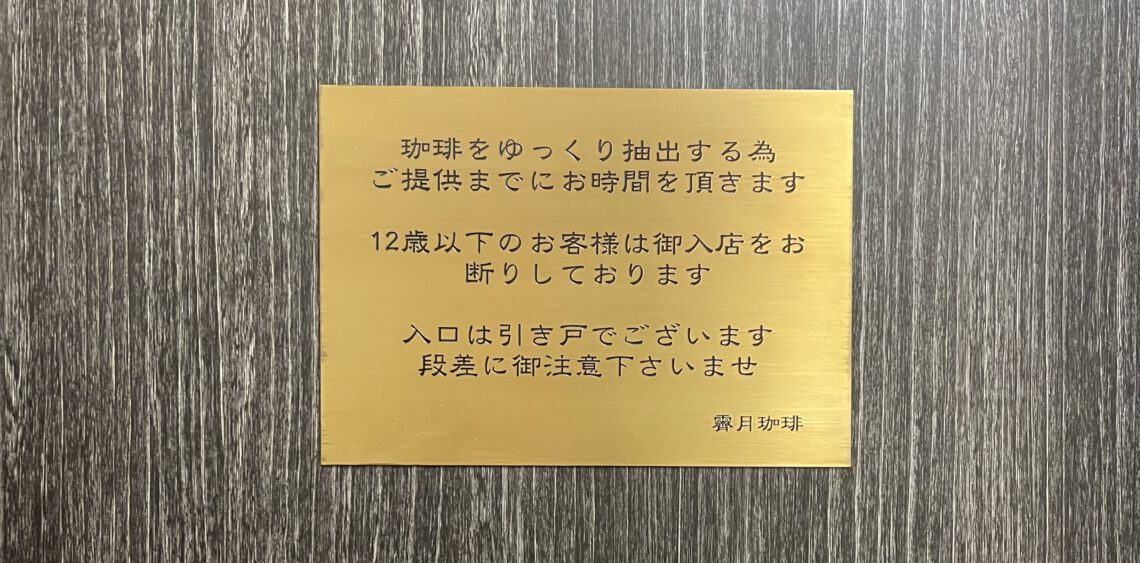 珈琲をゆっくり抽出する為
ご提供までにお時間を頂きます
12歳以下のお客様は御入店をお
断りしております
入口は引き戸でございます
段差に御注意下さいませ
霽月珈琲